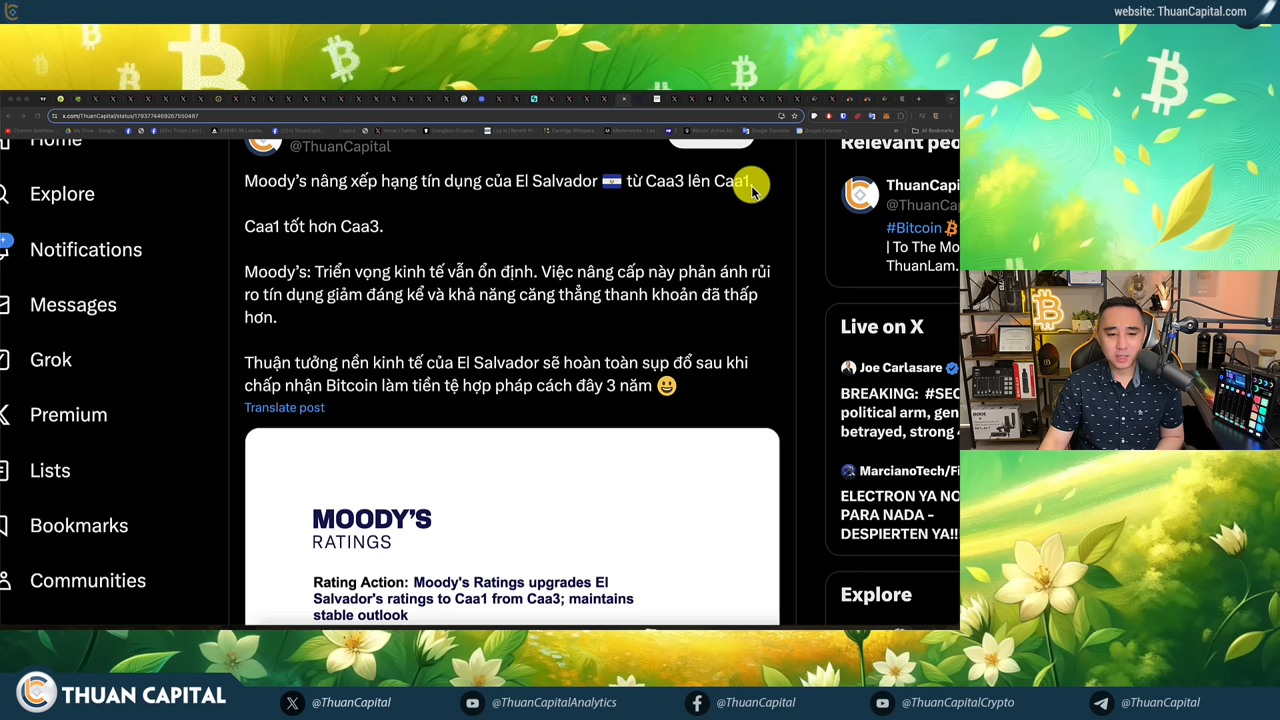 website: ThuanCapital.com
x.com/ThuanCapital/status/1793774469267550487
All Bookmarks
Home
Explore
Notifications
Messages
Grok
Premium
Lists
Bookmarks
Communities
@ThuanCapital
Moody's nâng xếp hạng tín dụng của El Salvador 🇸🇻 từ Caa3 lên Caa1.
Caa1 tốt hơn Caa3.
Moody's: Triển vọng kinh tế vẫn ổn định. Việc nâng cấp này phản ánh rủi
ro tín dụng giảm đáng kể và khả năng căng thẳng thanh khoản đã thấp
hơn.
Thuận tưởng nền kinh tế của El Salvador sẽ hoàn toàn sụp đổ sau khi
chấp nhận Bitcoin làm tiền tệ hợp pháp cách đây 3 năm 😀
Translate post
MOODY'S
RATINGS
Rating Action: Moody's Ratings upgrades El
Salvador's ratings to Caa1 from Caa3; maintains
stable outlook
Relevant peo
ThuanCapi
@ThuanCa
#Bitcoin
| To The Mo
ThuanLam.
Live on X
Joe Carlasare
BREAKING: #SEC
political arm, gen
betrayed, strong
MarcianoTech/Fi
ELECTRON YA NO
PARA NADA -
DESPIERTEN YA!!
Explore
THUAN CAPITAL
@ThuanCapital
@ThuanCapitalAnalytics
@ThuanCapital
@ThuanCapitalCrypto
@ThuanCapital